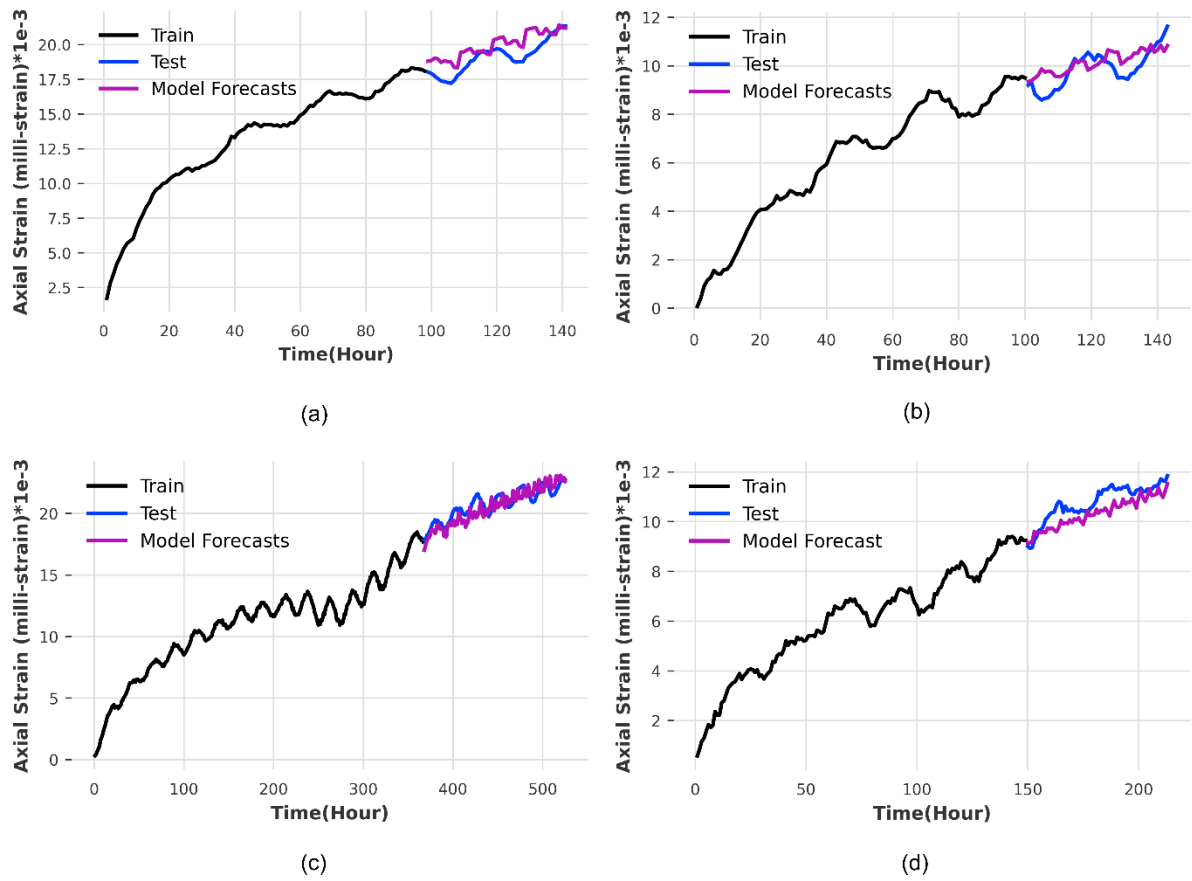 Axial Strain (milli-strain)*1e-3
20.0
17.5
15.0
12.5
10.0
7.5
5.0
2.5
Train
Test
Model Forecasts
0 20 40 60 80 100 120 140
Time(Hour)
(a)
Axial Strain (milli-strain)*1e-3
12
10
8
6
4
2
0
Train
Test
Model Forecasts
0 20 40 60 80 100 120 140
Time(Hour)
(b)
Axial Strain (milli-strain)*1e-3
20
15
10
5
0
Train
Test
Model Forecasts
0 100 200 300 400 500
Time(Hour)
(c)
Axial Strain (milli-strain)*1e-3
12
10
8
6
4
2
Train
Test
Model Forecast
0 50 100 150 200
Time(Hour)
(d)